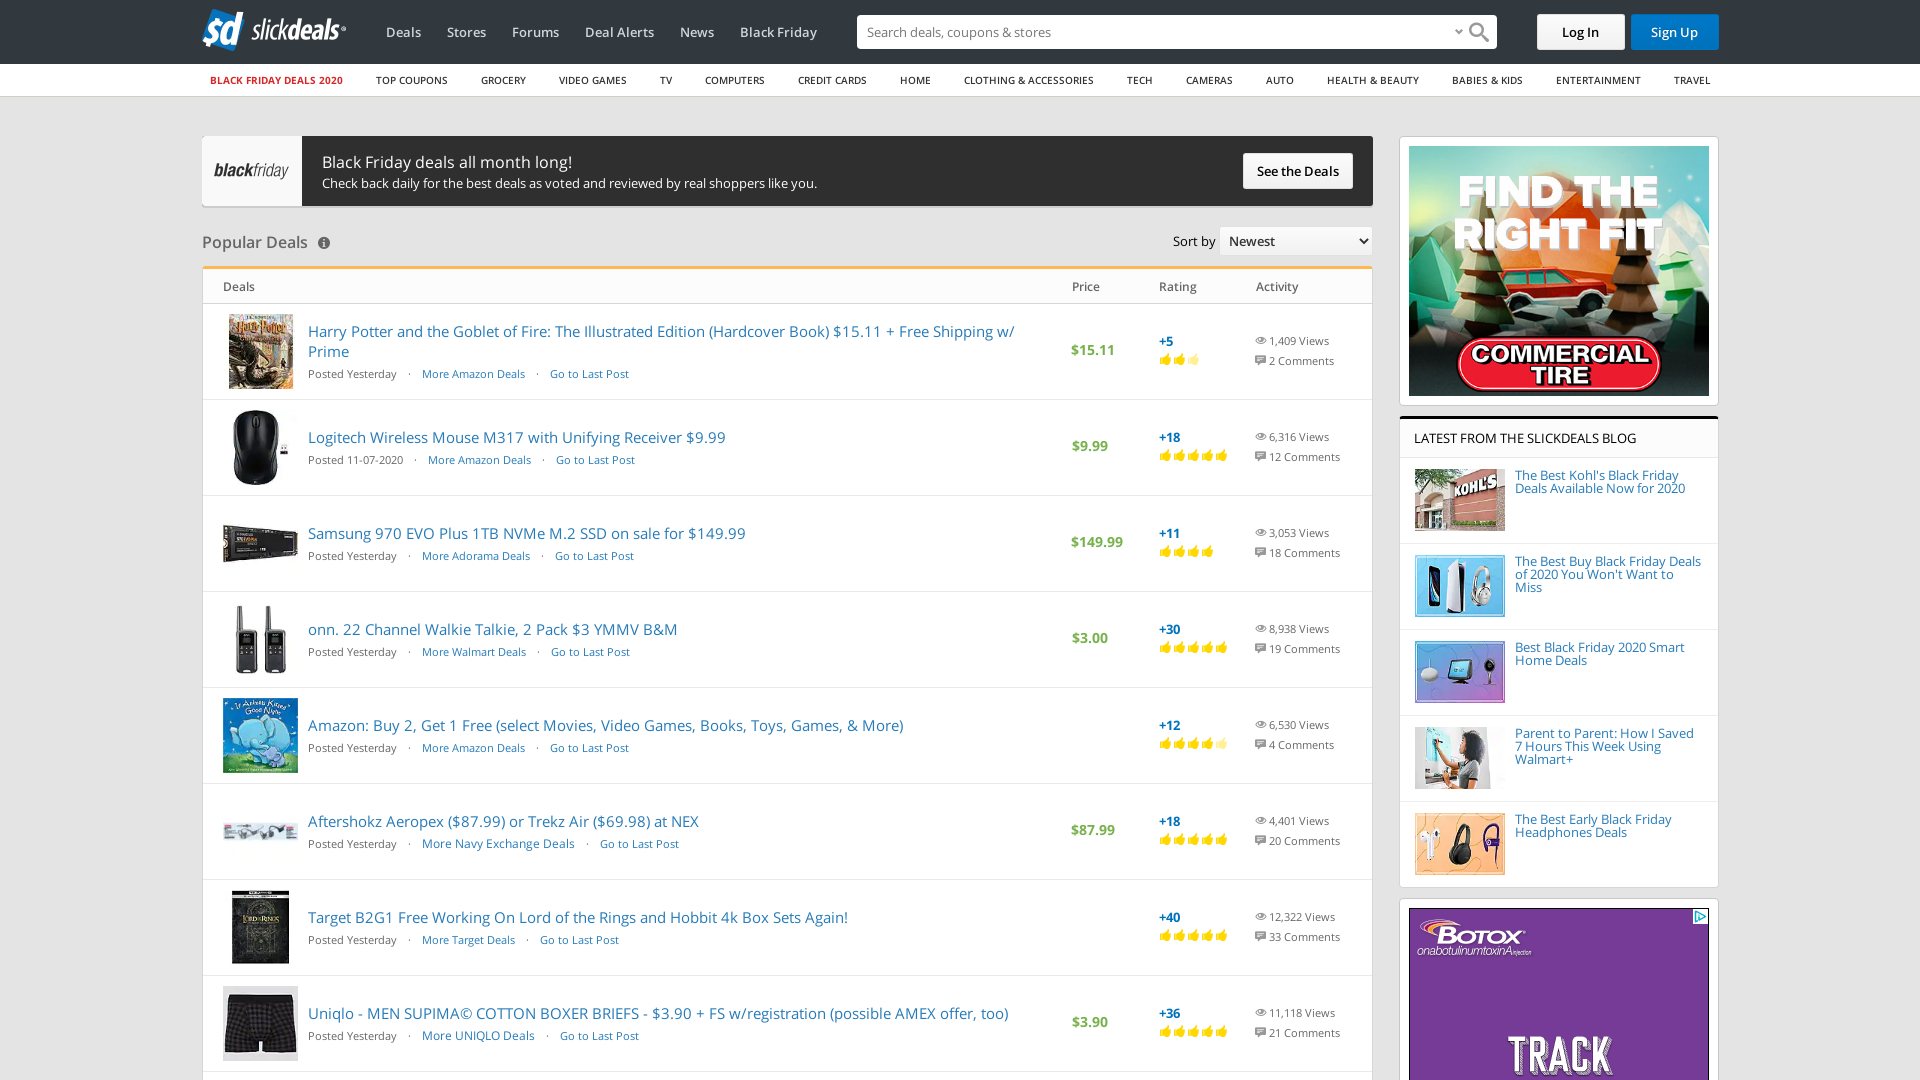 slickdeals
Deals Stores Forums Deal Alerts News Black Friday
Search deals, coupons & stores
Log In
Sign Up
BLACK FRIDAY DEALS 2020 TOP COUPONS GROCERY VIDEO GAMES TV COMPUTERS CREDIT CARDS HOME CLOTHING & ACCESSORIES TECH CAMERAS AUTO HEALTH & BEAUTY BABIES & KIDS ENTERTAINMENT TRAVEL
blackfriday
Black Friday deals all month long!
Check back daily for the best deals as voted and reviewed by real shoppers like you.
See the Deals
Popular Deals
Sort by Newest
Deals Price Rating Activity
Harry Potter and the Goblet of Fire: The Illustrated Edition (Hardcover Book) $15.11 + Free Shipping w/
Prime
Posted Yesterday · More Amazon Deals · Go to Last Post
$15.11
+5
1,409 Views
2 Comments
Logitech Wireless Mouse M317 with Unifying Receiver $9.99
Posted 11-07-2020 · More Amazon Deals · Go to Last Post
$9.99
+18
6,316 Views
12 Comments
Samsung 970 EVO Plus 1TB NVMe M.2 SSD on sale for $149.99
Posted Yesterday · More Adorama Deals · Go to Last Post
$149.99
+11
3,053 Views
18 Comments
onn. 22 Channel Walkie Talkie, 2 Pack $3 YMMV B&M
Posted Yesterday · More Walmart Deals · Go to Last Post
$3.00
+30
8,938 Views
19 Comments
Amazon: Buy 2, Get 1 Free (select Movies, Video Games, Books, Toys, Games, & More)
Posted Yesterday · More Amazon Deals · Go to Last Post
+12
6,530 Views
4 Comments
Aftershokz Aeropex ($87.99) or Trekz Air ($69.98) at NEX
Posted Yesterday · More Navy Exchange Deals · Go to Last Post
$87.99
+18
4,401 Views
20 Comments
Target B2G1 Free Working On Lord of the Rings and Hobbit 4k Box Sets Again!
Posted Yesterday · More Target Deals · Go to Last Post
+40
12,322 Views
33 Comments
Uniqlo - MEN SUPIMA© COTTON BOXER BRIEFS - $3.90 + FS w/registration (possible AMEX offer, too)
Posted Yesterday · More UNIQLO Deals · Go to Last Post
$3.90
+36
11,118 Views
21 Comments
FIND THE
RIGHT FIT
COMMERCIAL
TIRE
LATEST FROM THE SLICKDEALS BLOG
KOHL'S
The Best Kohl's Black Friday
Deals Available Now for 2020
The Best Buy Black Friday Deals
of 2020 You Won't Want to
Miss
Best Black Friday 2020 Smart
Home Deals
Parent to Parent: How I Saved
7 Hours This Week Using
Walmart+
The Best Early Black Friday
Headphones Deals
BOTOX
onabotulinumtoxinA injection
TRACK